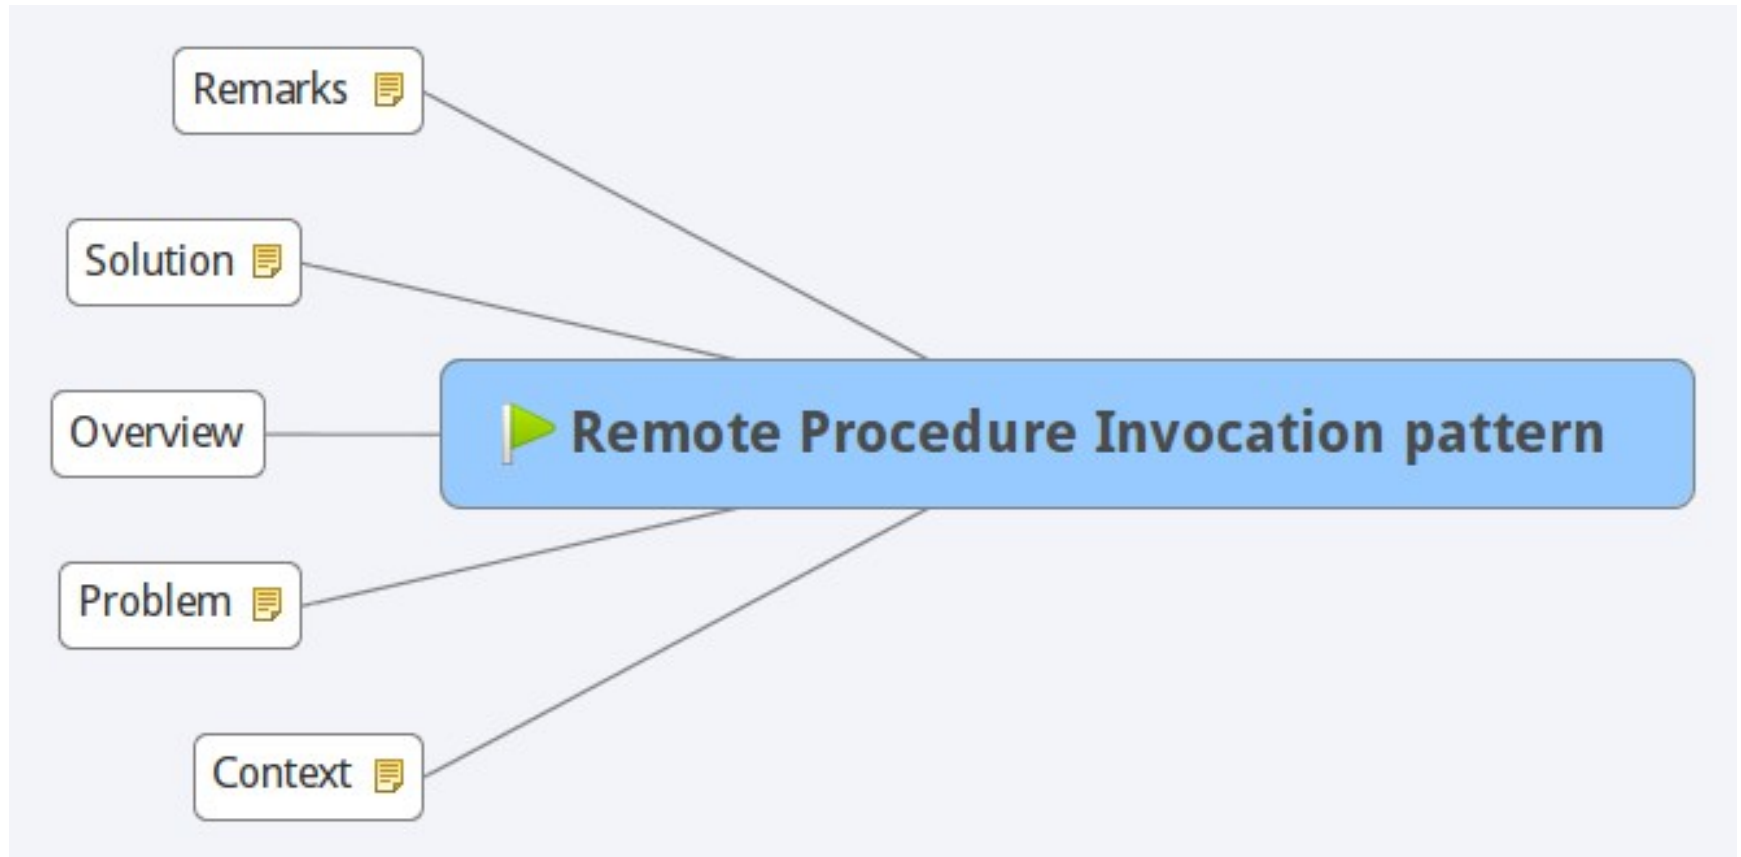 Remarks
Solution
Overview
Remote Procedure Invocation pattern
Problem
Context